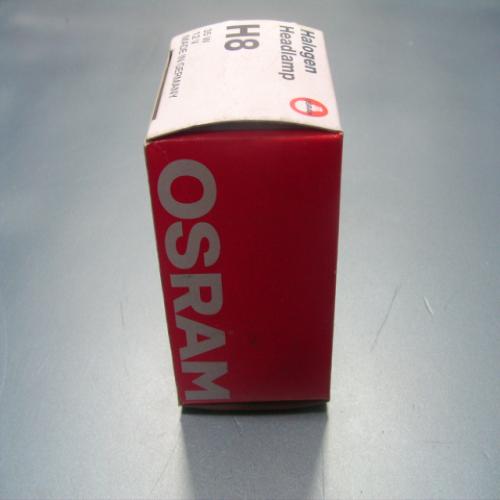 Halogen
Headlamp
H8
35 W
12 V
MADE IN GERMANY
OSRAM